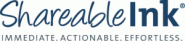 ShareableInk®
IMMEDIATE. ACTIONABLE. EFFORTLESS.